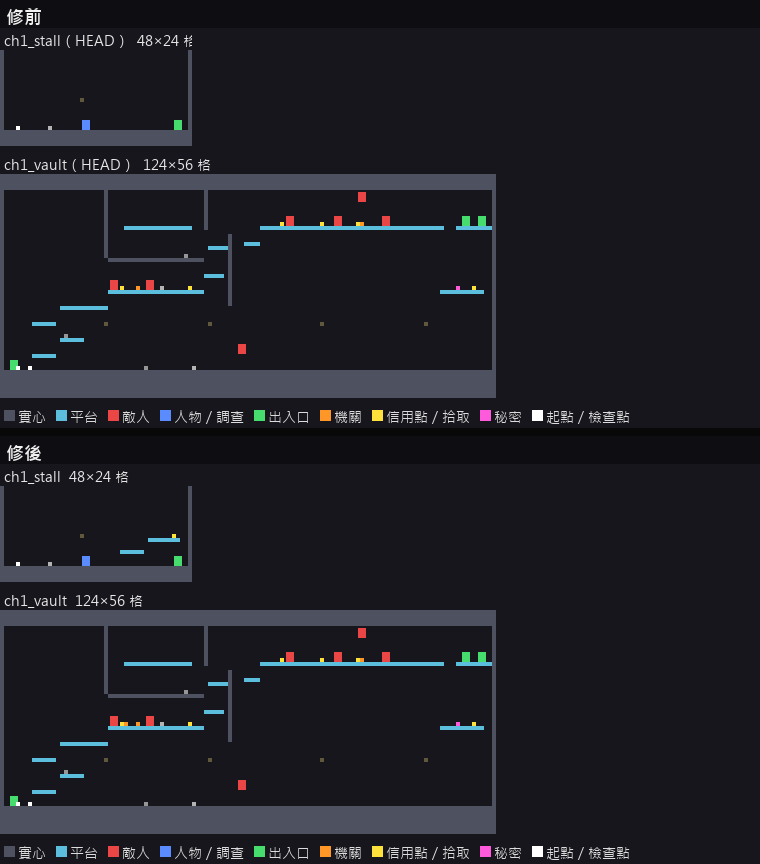 修前
ch1_stall ( HEAD ) 48×24 格
ch1_vault ( HEAD ) 124×56 格
實心 平台 敵人 人物 / 調查 出入口 機關 信用點 / 拾取 秘密 起點 / 檢查點
修後
ch1_stall 48×24 格
ch1_vault 124×56 格
實心 平台 敵人 人物 / 調查 出入口 機關 信用點 / 拾取 秘密 起點 / 檢查點